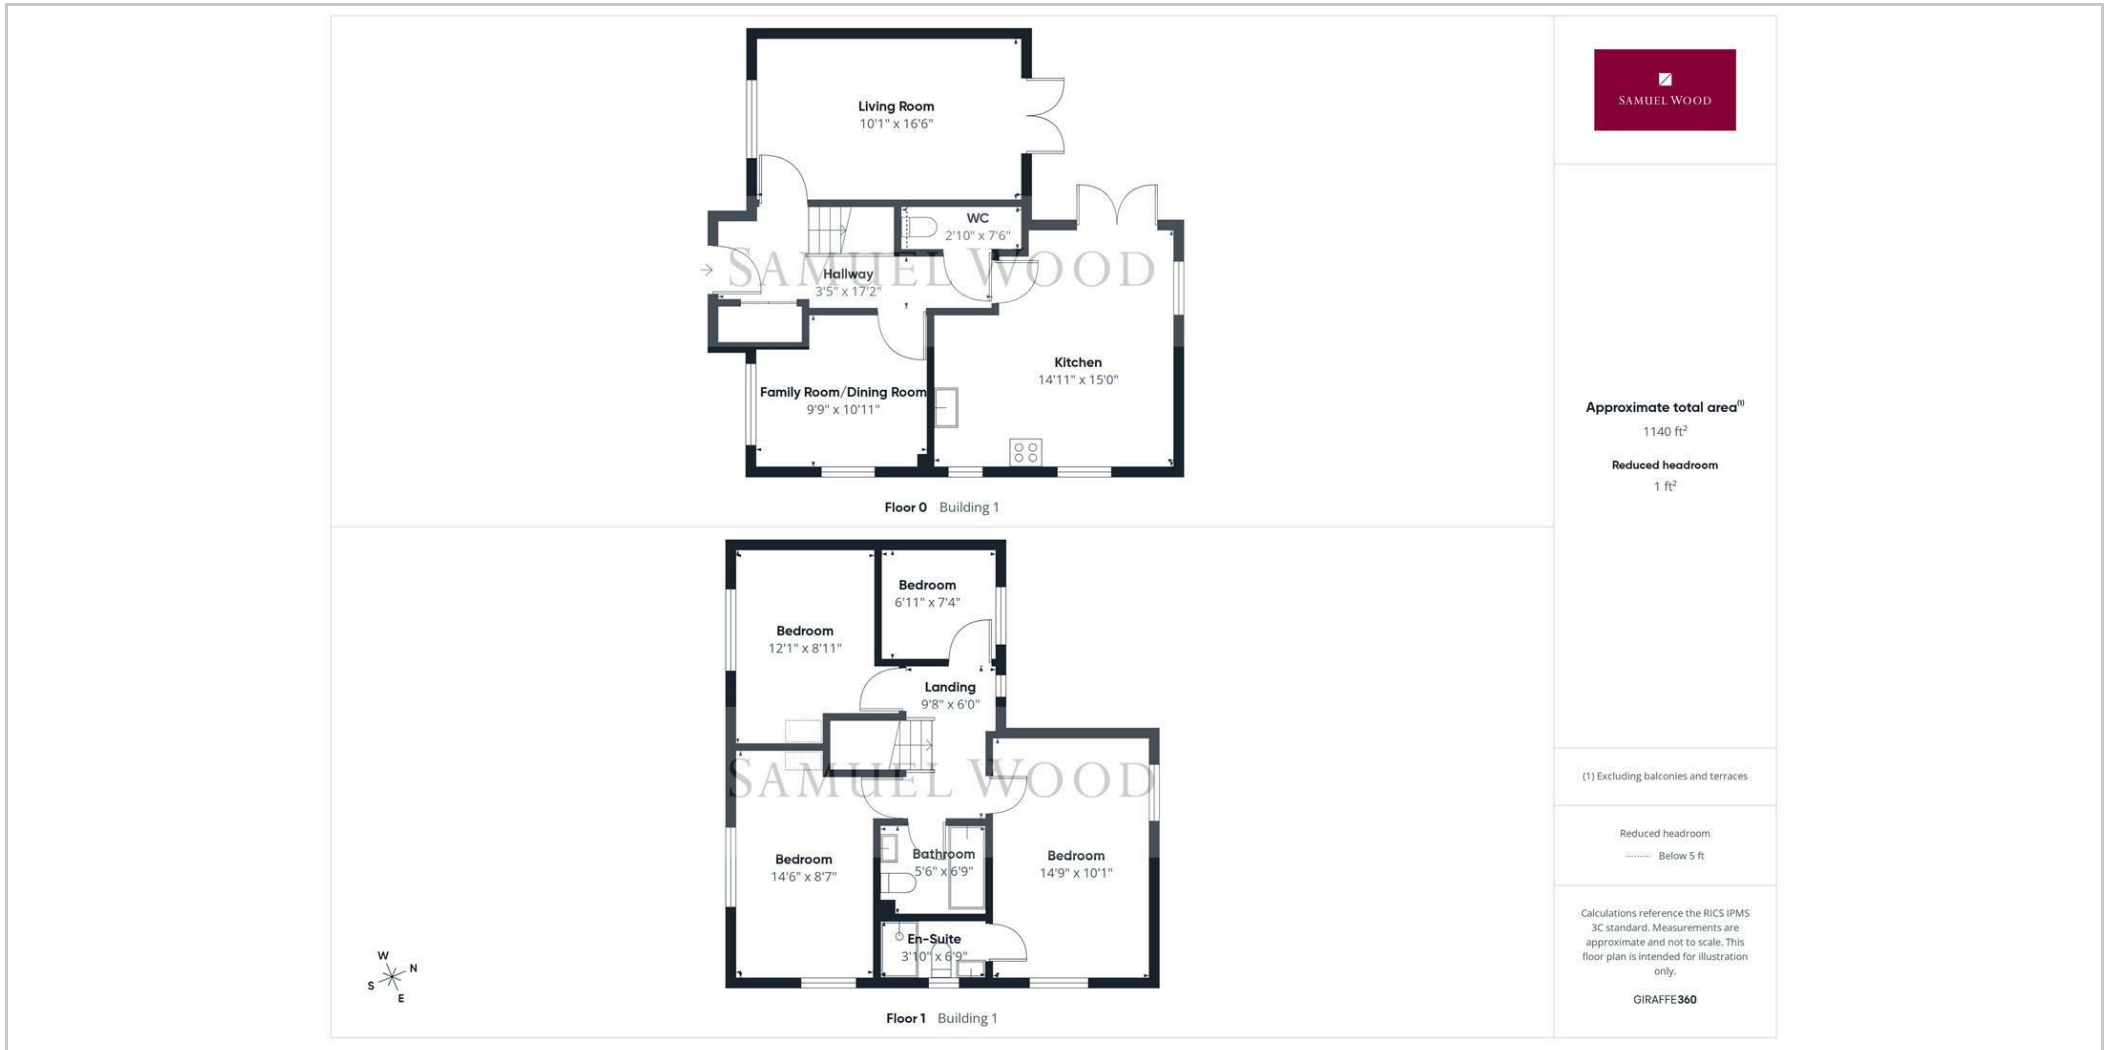 Living Room
10'1" x 16'6"
WC
2'10" x 7'6"
SAMUEL WOOD
Hallway
3'5" x 17'2"
Kitchen
14'11" x 15'0"
Family Room/Dining Room
9'9" x 10'11"
Floor 0 Building 1
Bedroom
6'11" x 7'4"
Bedroom
12'1" x 8'11"
Landing
9'8" x 6'0"
SAMUEL WOOD
Bedroom
14'6" x 8'7"
Bathroom
5'6" x 6'9"
Bedroom
14'9" x 10'1"
En-Suite
3'10" x 6'9"
W
N
S
E
Floor 1 Building 1
SAMUEL WOOD
Approximate total area(1)
1140 ft²
Reduced headroom
1 ft²
(1) Excluding balconies and terraces
Reduced headroom
Below 5 ft
Calculations reference the RICS IPMS
3C standard. Measurements are
approximate and not to scale. This
floor plan is intended for illustration
only.
GIRAFFE360